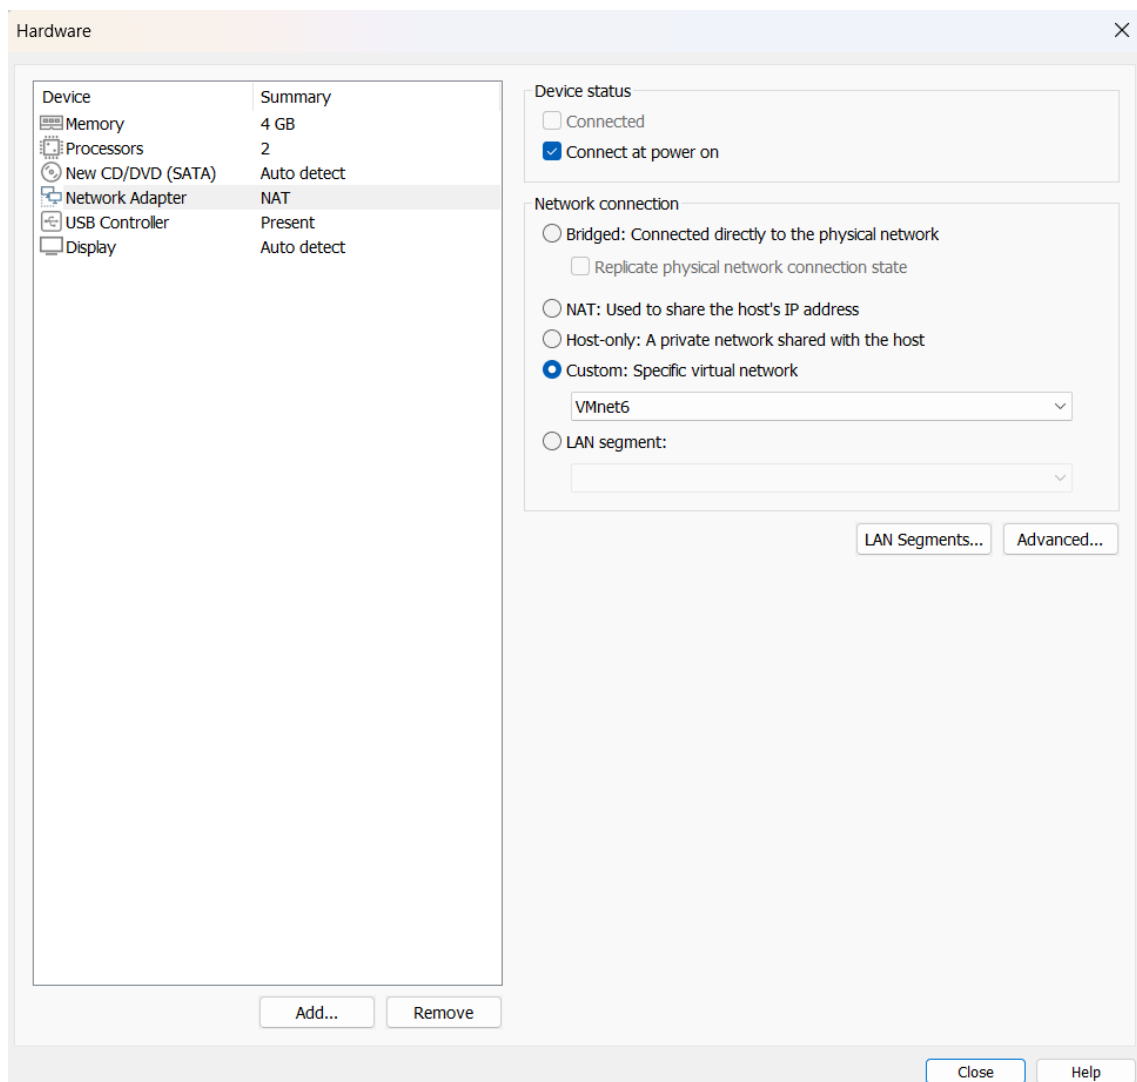 Hardware
Device Summary
Memory 4 GB
Processors 2
New CD/DVD (SATA) Auto detect
Network Adapter NAT
USB Controller Present
Display Auto detect
Add... Remove
Device status
Connected
Connect at power on
Network connection
Bridged: Connected directly to the physical network
Replicate physical network connection state
NAT: Used to share the host's IP address
Host-only: A private network shared with the host
Custom: Specific virtual network
VMnet6
LAN segment:
LAN Segments... Advanced...
Close Help